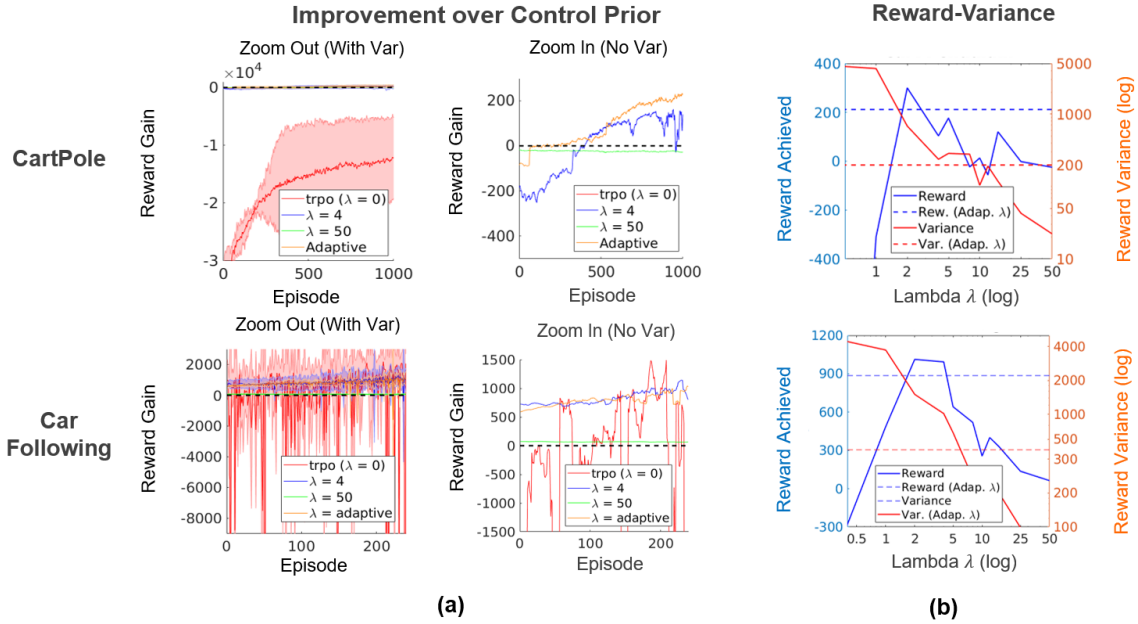 Improvement over Control Prior
Reward-Variance
Zoom Out (With Var)
Zoom In (No Var)
CartPole
×10⁴
0
-1
-2
-3
Reward Gain
trpo (λ = 0)
λ = 4
λ = 50
Adaptive
0
500
1000
Episode
200
0
-200
-500
Reward Gain
trpo (λ = 0)
λ = 4
λ = 50
Adaptive
0
500
1000
Episode
400
200
0
-200
-400
Reward Achieved
Reward
Rew. (Adap. λ)
Variance
Var. (Adap. λ)
5000
1000
200
50
10
Reward Variance (log)
1
2
5
10
25
50
Lambda λ (log)
Zoom Out (With Var)
Zoom In (No Var)
Car
Following
2000
0
-2000
-4000
-6000
-8000
Reward Gain
trpo (λ = 0)
λ = 4
λ = 50
λ = adaptive
0
100
200
Episode
1500
1000
500
0
-500
-1000
-1500
Reward Gain
trpo (λ = 0)
λ = 4
λ = 50
λ = adaptive
0
100
200
Episode
1200
900
600
300
0
-300
Reward Achieved
Reward
Reward (Adap. λ)
Variance
Var. (Adap. λ)
4000
2000
1000
500
300
100
Reward Variance (log)
0.5
1
2
5
10
25
50
Lambda λ (log)
(a)
(b)